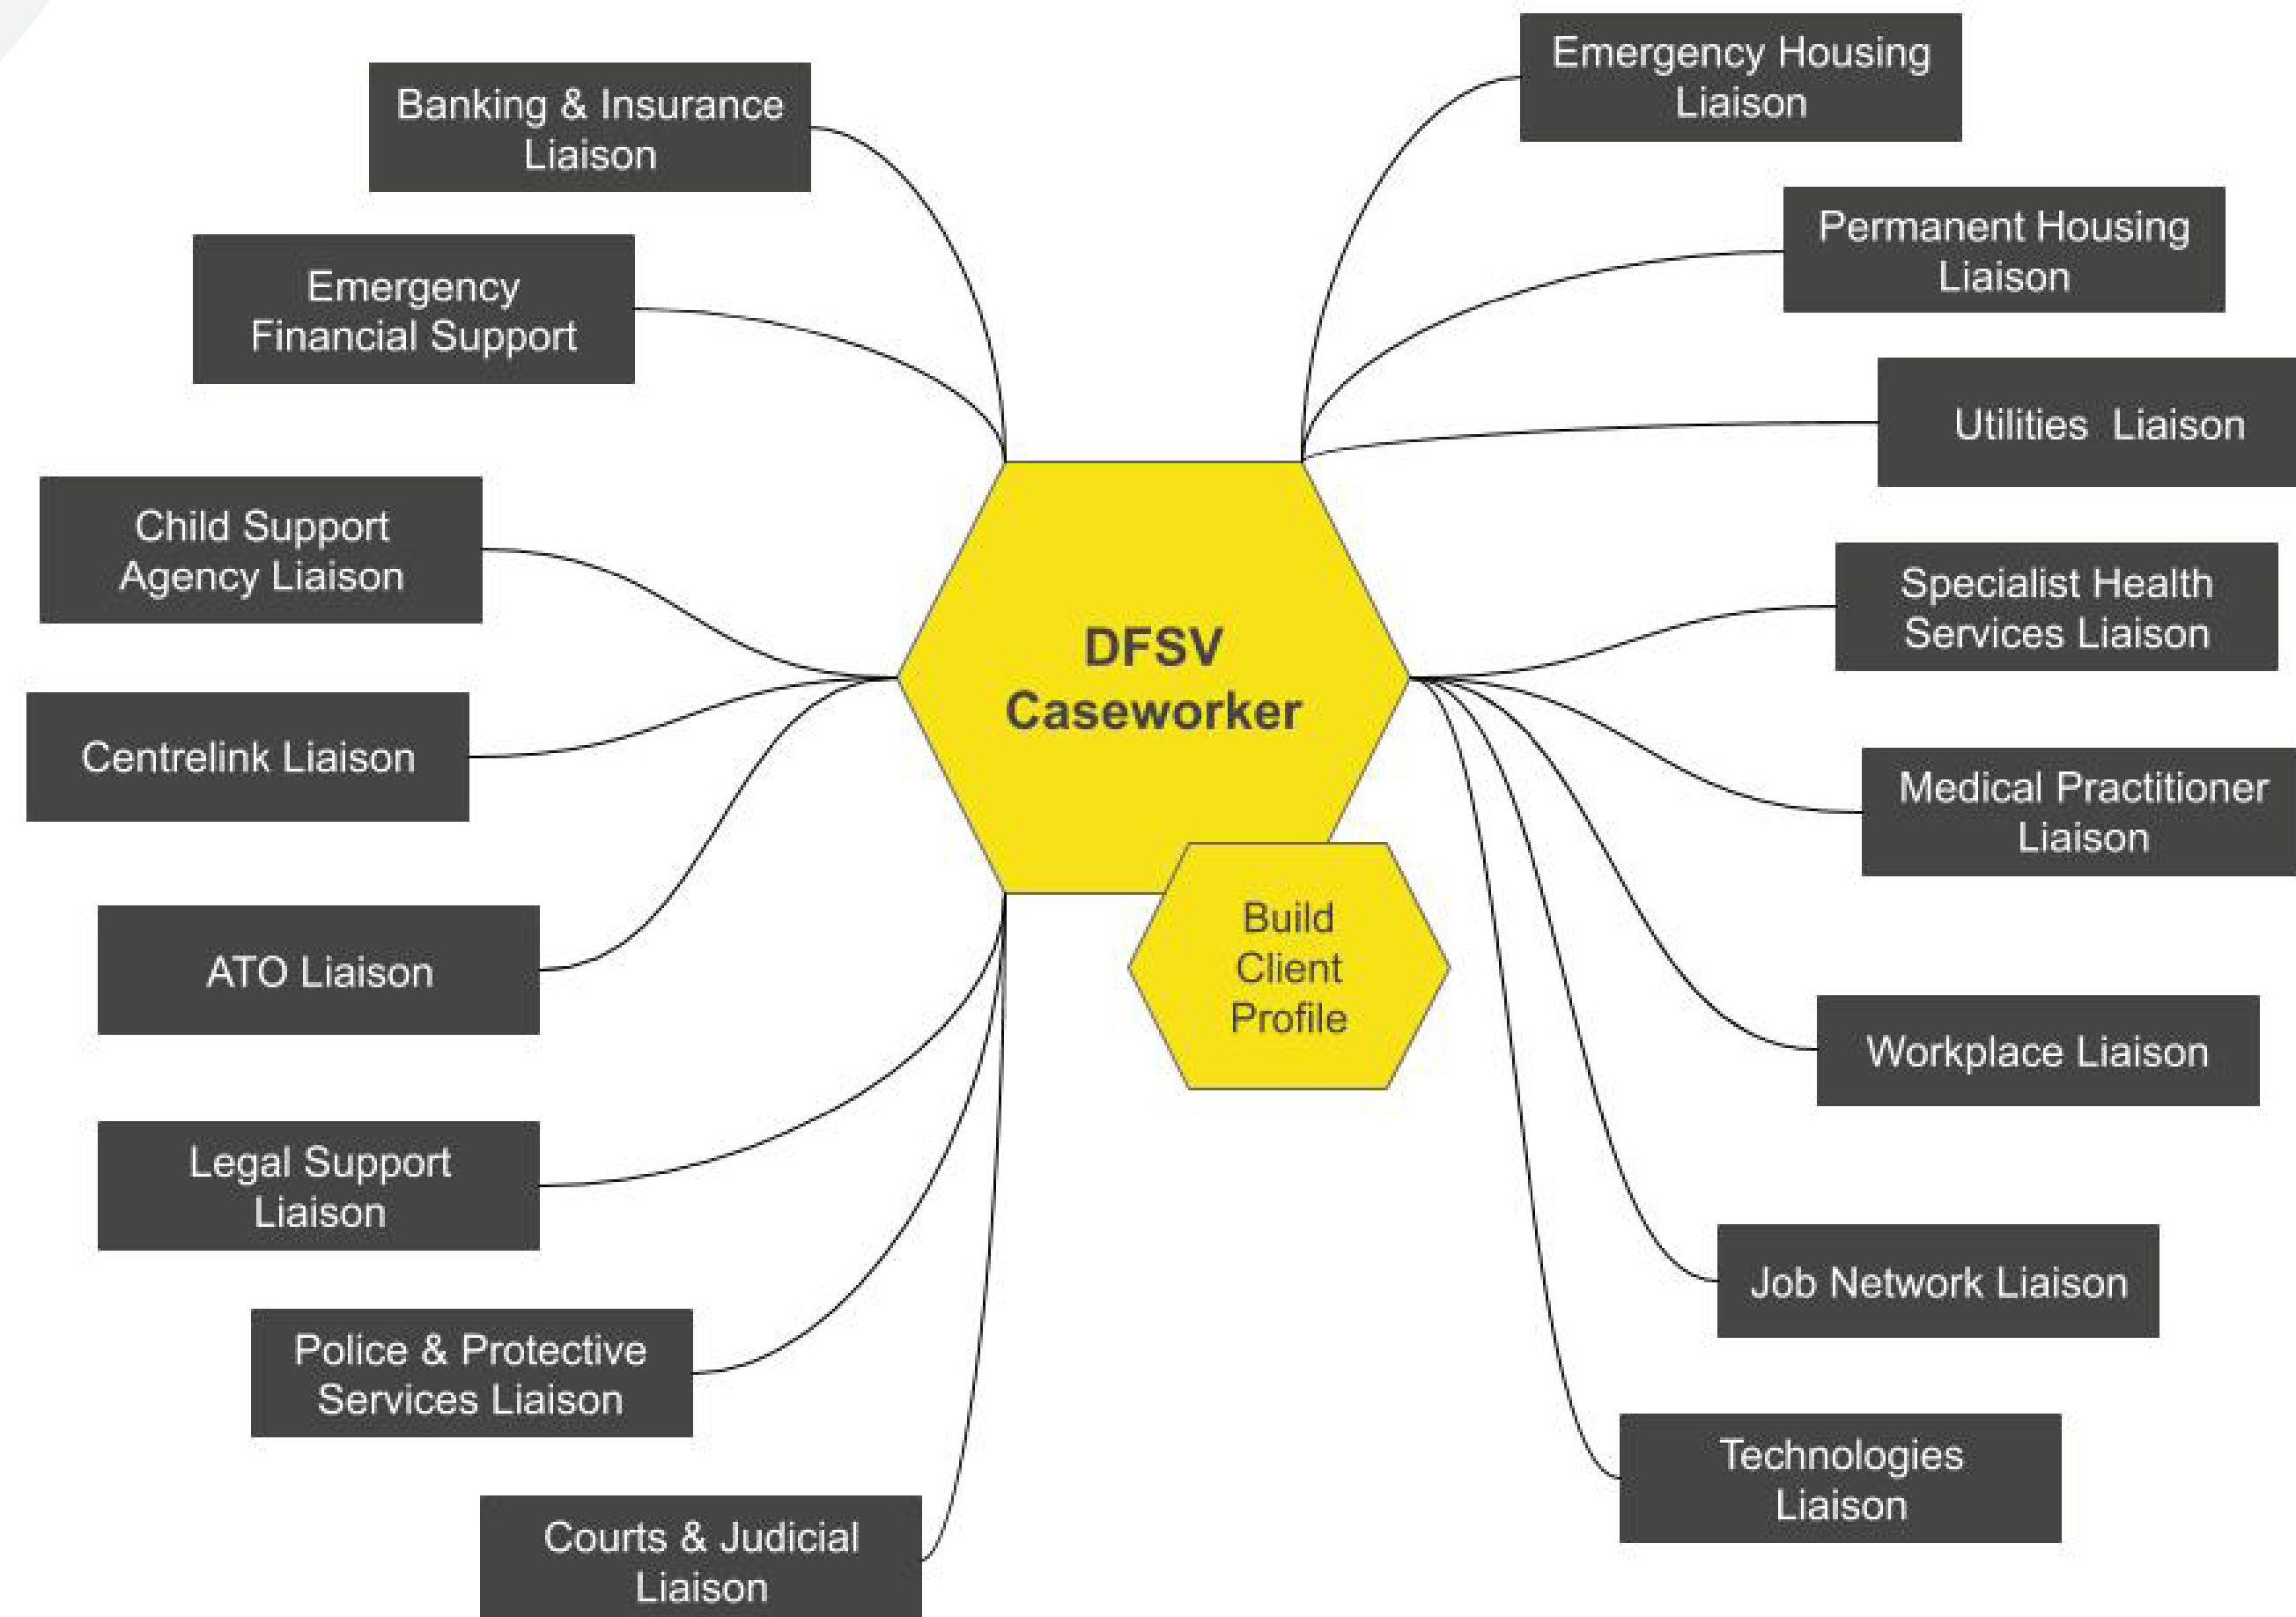 Banking & Insurance
Liaison
Emergency
Financial Support
Child Support
Agency Liaison
Centrelink Liaison
ATO Liaison
Legal Support
Liaison
Police & Protective
Services Liaison
Courts & Judicial
Liaison
DFSV
Caseworker
Build
Client
Profile
Emergency Housing
Liaison
Permanent Housing
Liaison
Utilities  Liaison
Specialist Health
Services Liaison
Medical Practitioner
Liaison
Workplace Liaison
Job Network Liaison
Technologies
Liaison